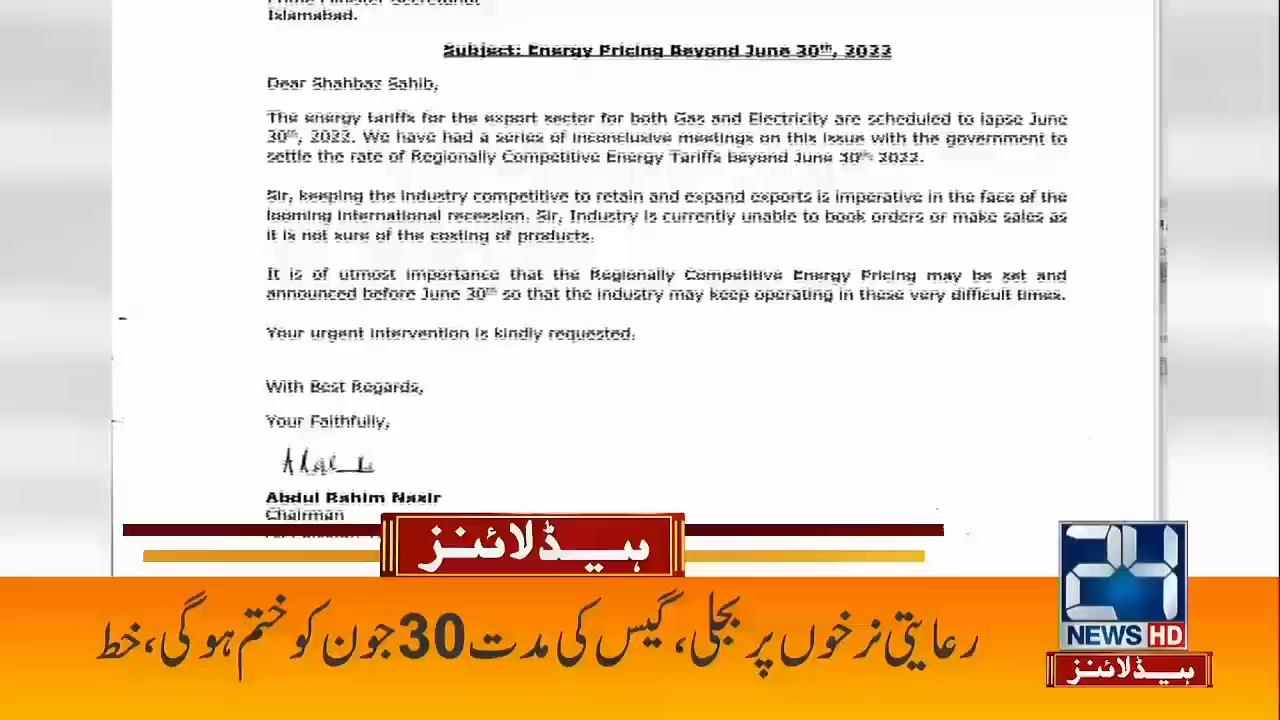 Islamabad.
Subject: Energy Pricing Beyond June 30th, 2022
Dear Shahbaz Sahib,
The energy tariffs for the export sector for both Gas and Electricity are scheduled to lapse June
30th, 2022. We have had a series of inconclusive meetings on this issue with the government to
settle the rate of Regionally Competitive Energy Tariffs beyond June 30th 2022.
Sir, keeping the industry competitive to retain and expand exports is imperative in the face of the
looming international recession. Sir, Industry is currently unable to book orders or make sales as
it is not sure of the costing of products.
It is of utmost importance that the Regionally Competitive Energy Pricing may be set and
announced before June 30th so that the industry may keep operating in these very difficult times.
Your urgent intervention is kindly requested.
With Best Regards,
Your Faithfully,
Abdul Rahim Nasir
Chairman
ہیڈلائنز
رعایتی نرخوں پر بجلی، گیس کی مدت 30 جون کو ختم ہوگی، خط
24
NEWS HD
ہیڈلائنز